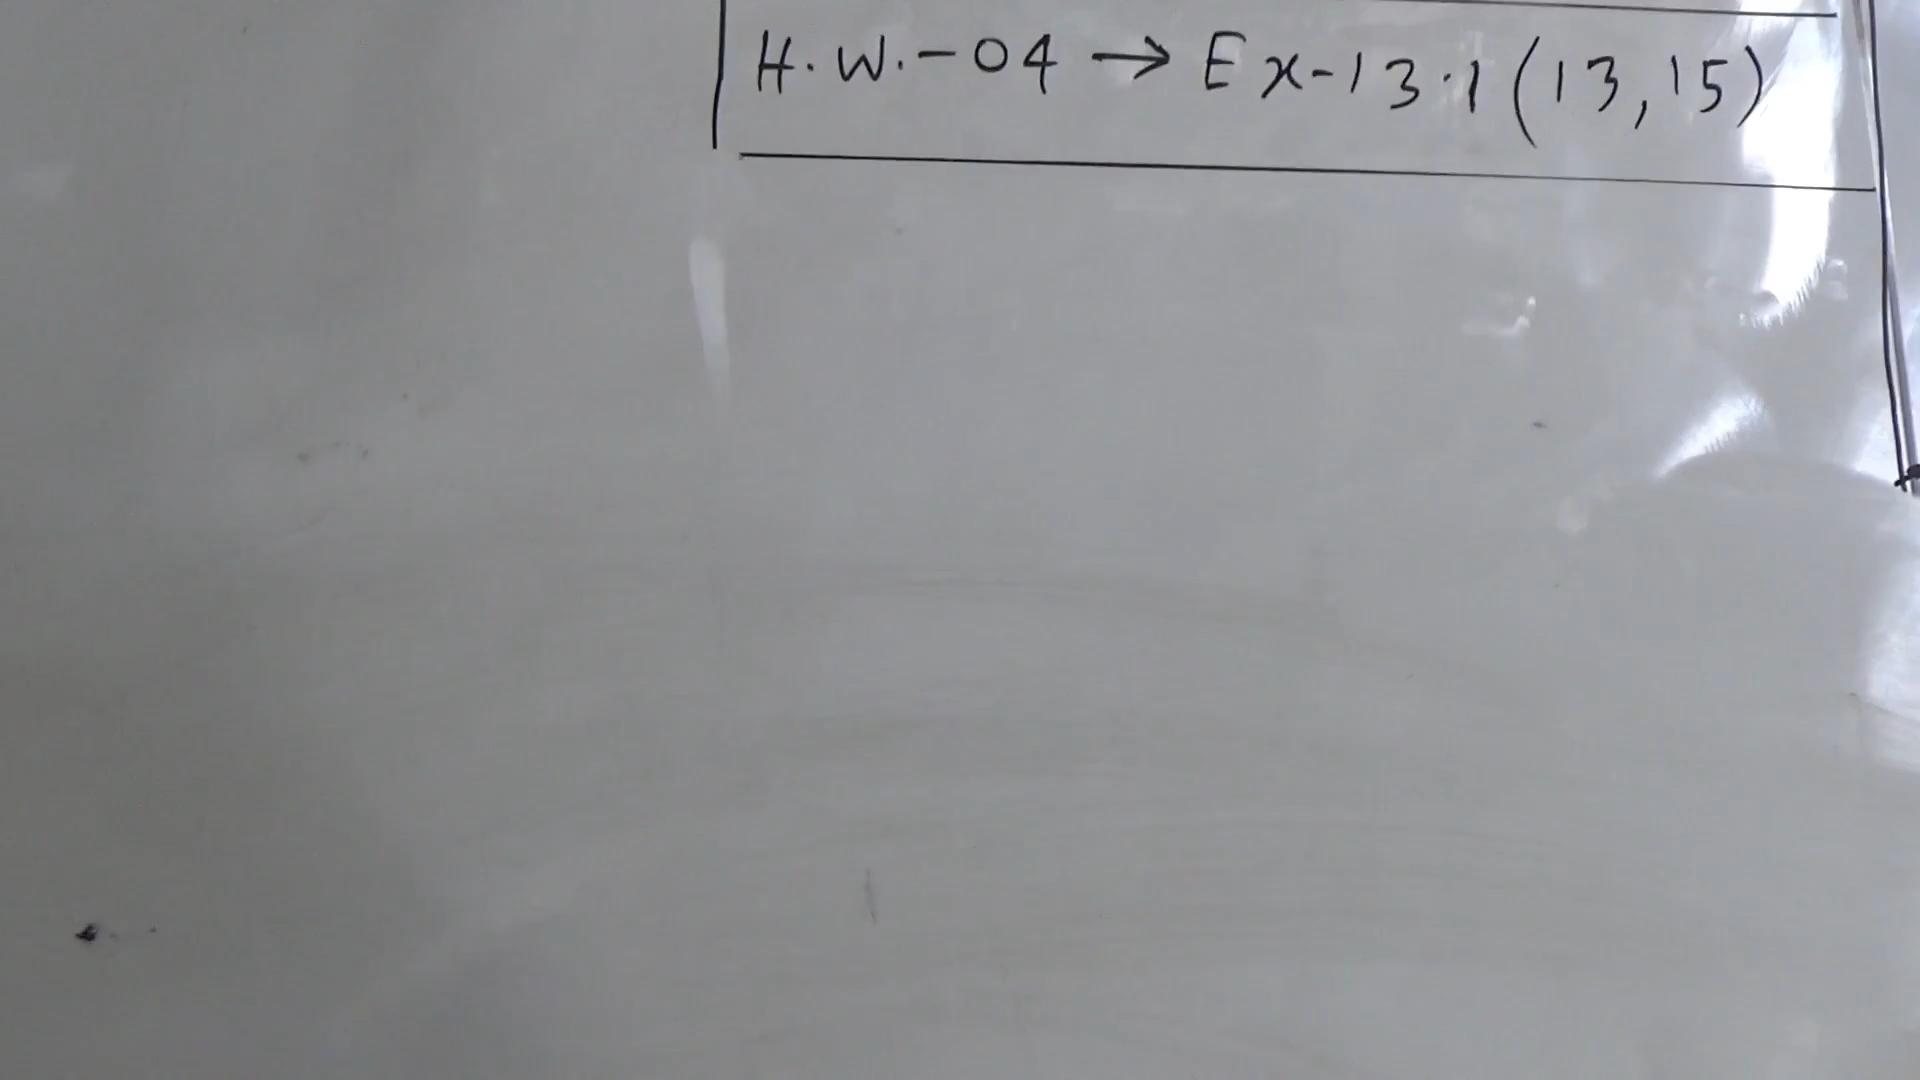 H.W.-04 → Ex-13.1 (13, 15)